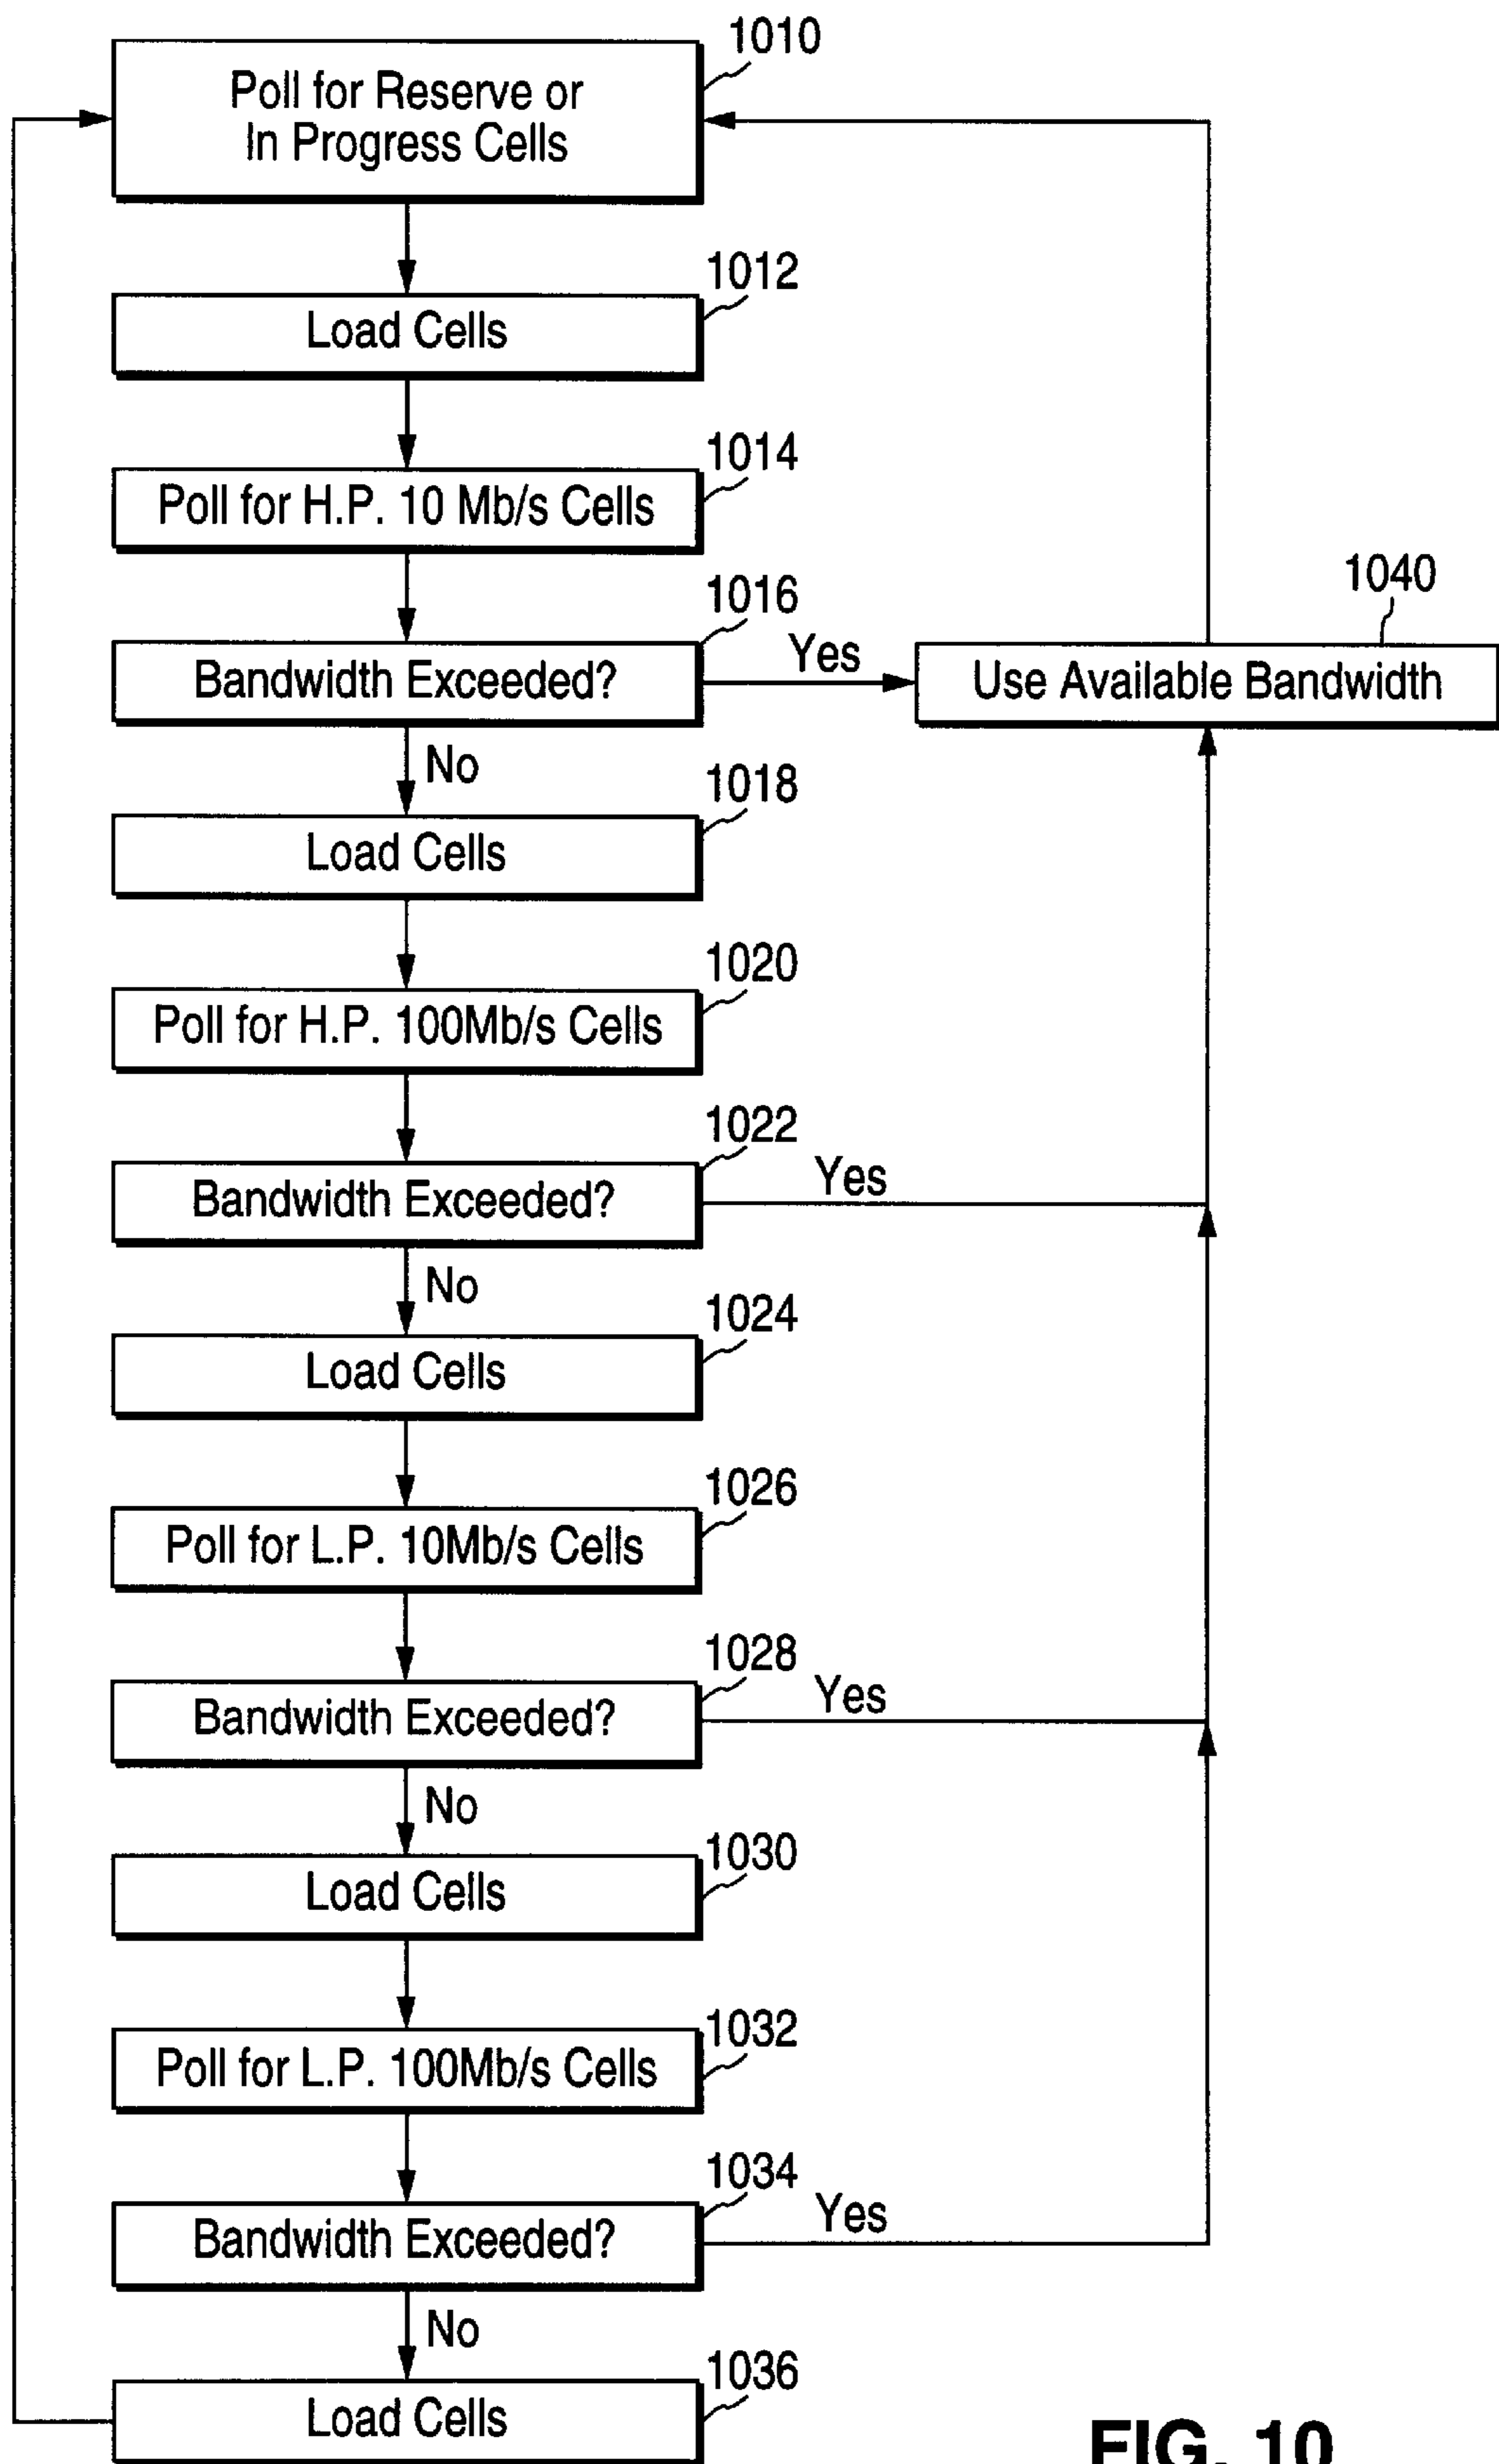 1010
Poll for Reserve or
In Progress Cells
1012
Load Cells
1014
Poll for H.P. 10 Mb/s Cells
1016
Bandwidth Exceeded?
Yes
1040
Use Available Bandwidth
No
1018
Load Cells
1020
Poll for H.P. 100Mb/s Cells
1022
Bandwidth Exceeded?
Yes
No
1024
Load Cells
1026
Poll for L.P. 10Mb/s Cells
1028
Bandwidth Exceeded?
Yes
No
1030
Load Cells
1032
Poll for L.P. 100Mb/s Cells
1034
Bandwidth Exceeded?
Yes
No
1036
Load Cells
FIG. 10